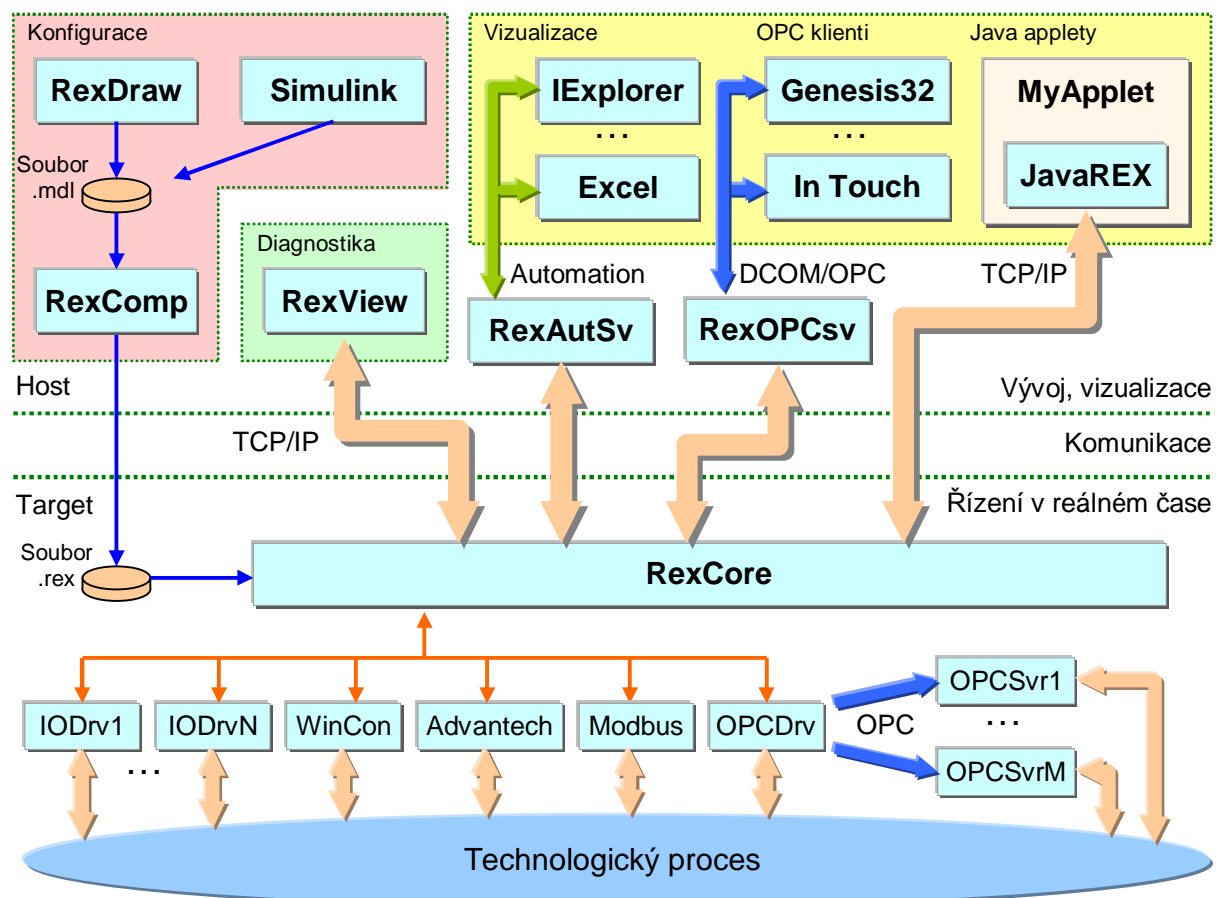 Konfigurace
RexDraw
Simulink
Soubor
.mdl
RexComp
Diagnostika
RexView
Vizualizace
OPC klienti
Java applety
IExplorer
Genesis32
MyApplet
...
...
Excel
In Touch
JavaREX
Automation
DCOM/OPC
TCP/IP
RexAutSv
RexOPCsv
Host
Vývoj, vizualizace
TCP/IP
Komunikace
Target
Řízení v reálném čase
Soubor
.rex
RexCore
IODrv1
IODrvN
WinCon
Advantech
Modbus
OPCDrv
OPC
OPCSvr1
...
OPCSvrM
...
Technologický proces